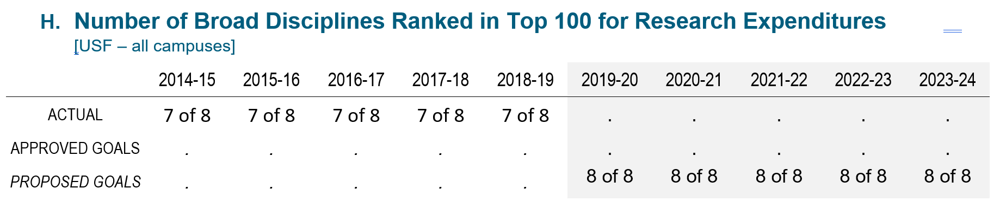 H. Number of Broad Disciplines Ranked in Top 100 for Research Expenditures
[USF – all campuses]
2014-15 2015-16 2016-17 2017-18 2018-19 2019-20 2020-21 2021-22 2022-23 2023-24
ACTUAL 7 of 8 7 of 8 7 of 8 7 of 8 7 of 8 . . . . .
APPROVED GOALS . . . . . . . . . .
PROPOSED GOALS . . . . . 8 of 8 8 of 8 8 of 8 8 of 8 8 of 8